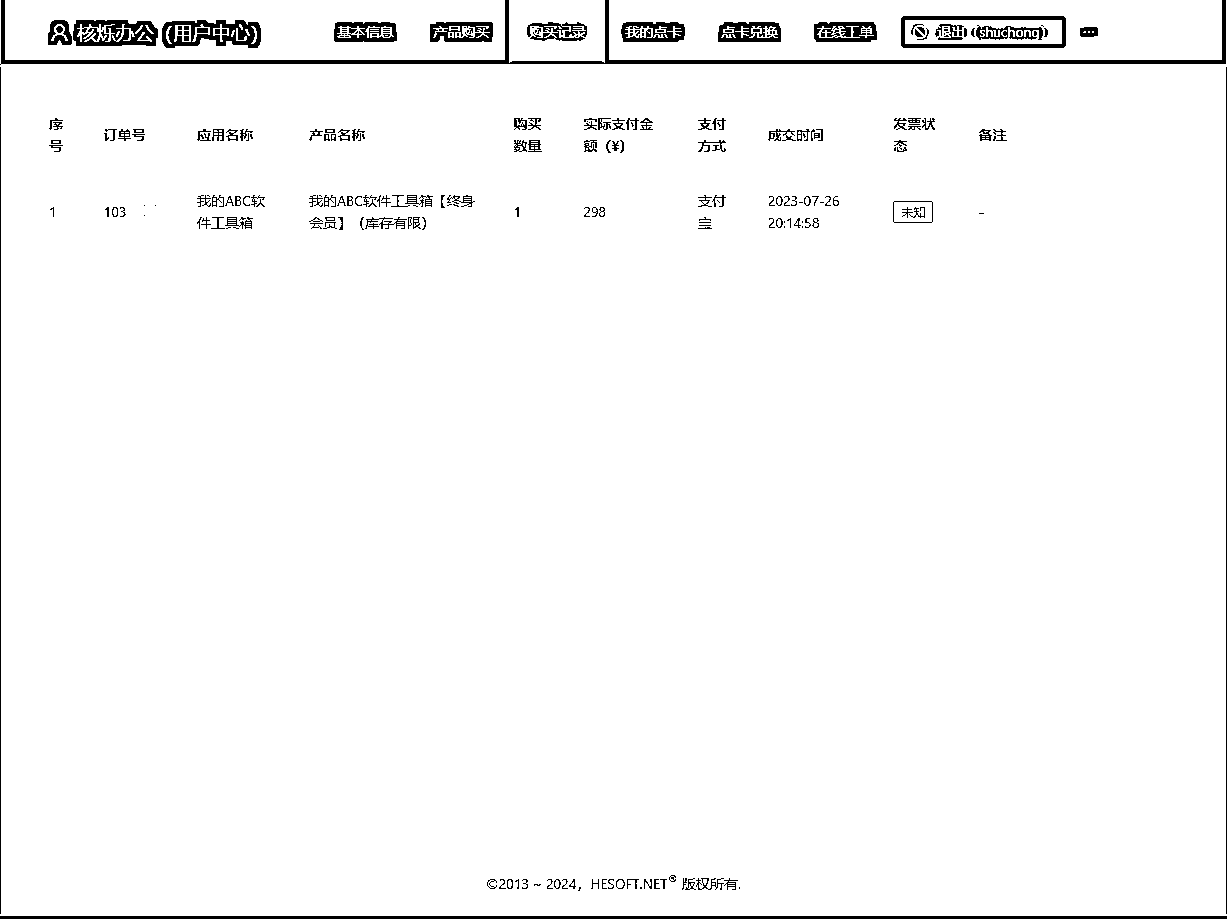 核烁办公 (用户中心) 基本信息 产品购买 购买记录 我的点卡 点卡兑换 在线工单 退出 (shuchong) ...
序号 订单号 应用名称 产品名称 购买数量 实际支付金额（¥） 支付方式 成交时间 发票状态 备注
1 103 我的ABC软件工具箱 我的ABC软件工具箱【终身会员】（库存有限） 1 298 支付宝 2023-07-26 20:14:58 未知 -
©2013 ~ 2024，HESOFT.NET® 版权所有.